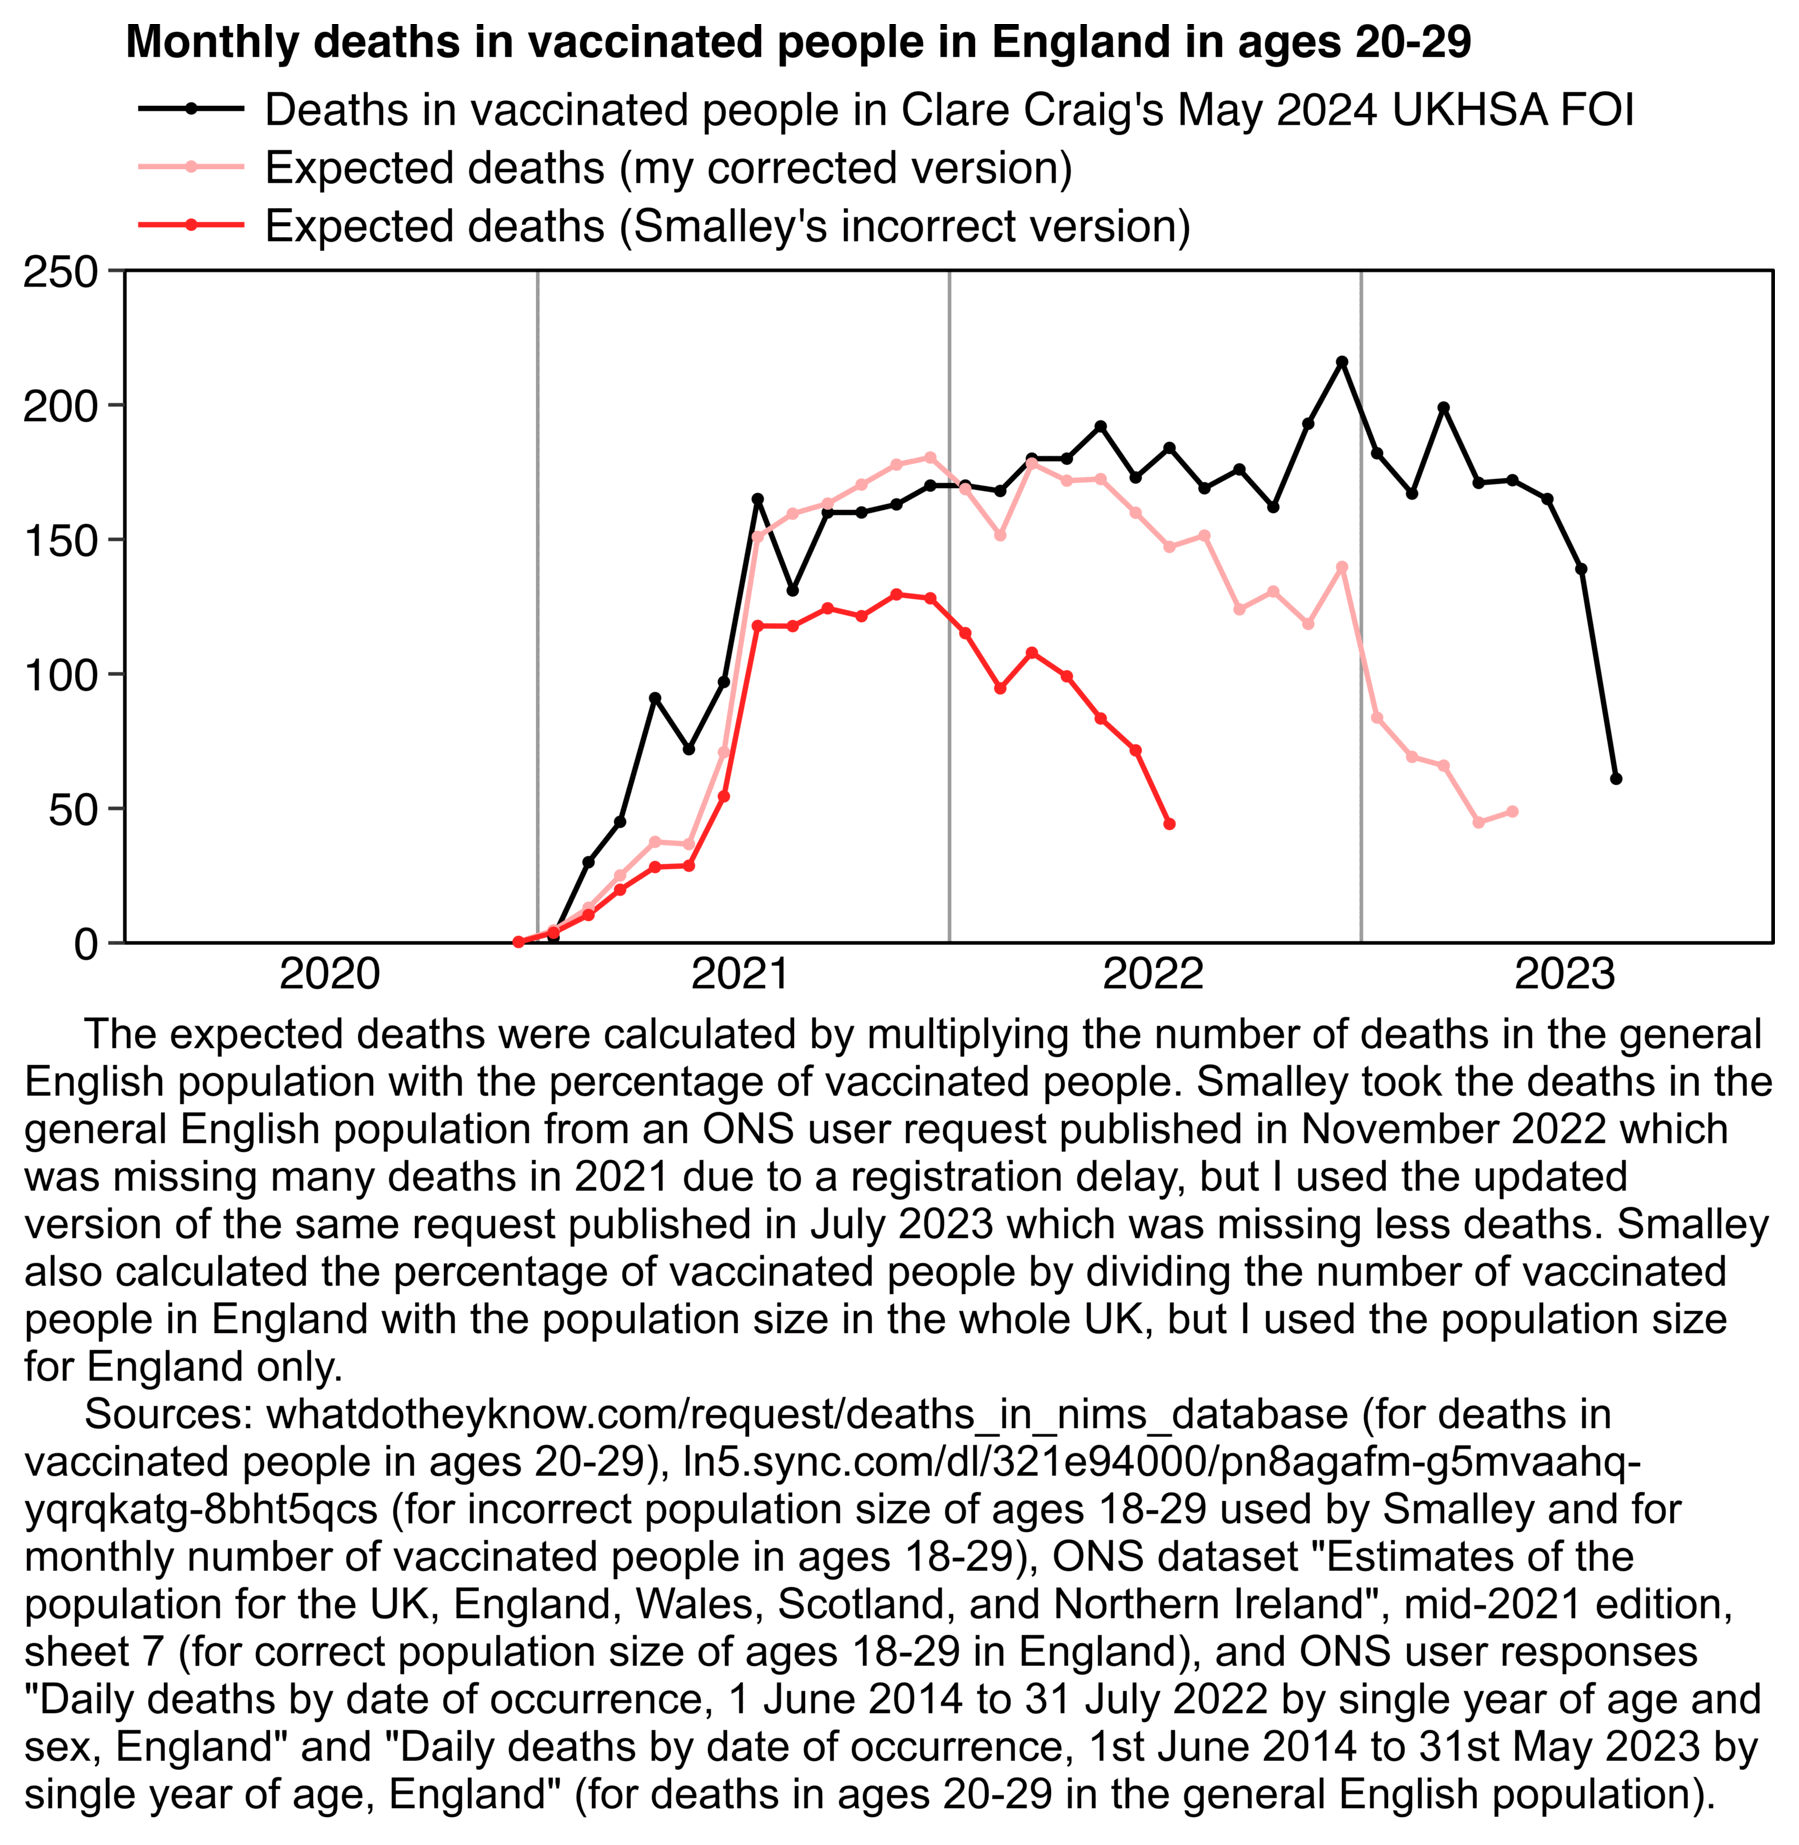 Monthly deaths in vaccinated people in England in ages 20-29
Deaths in vaccinated people in Clare Craig's May 2024 UKHSA FOI
Expected deaths (my corrected version)
Expected deaths (Smalley's incorrect version)
250
200
150
100
50
0
2020
2021
2022
2023
The expected deaths were calculated by multiplying the number of deaths in the general
English population with the percentage of vaccinated people. Smalley took the deaths in the
general English population from an ONS user request published in November 2022 which
was missing many deaths in 2021 due to a registration delay, but I used the updated
version of the same request published in July 2023 which was missing less deaths. Smalley
also calculated the percentage of vaccinated people by dividing the number of vaccinated
people in England with the population size in the whole UK, but I used the population size
for England only.
Sources: whatdotheyknow.com/request/deaths_in_nims_database (for deaths in
vaccinated people in ages 20-29), ln5.sync.com/dl/321e94000/pn8agafm-g5mvaahq-
yqrqkatg-8bht5qcs (for incorrect population size of ages 18-29 used by Smalley and for
monthly number of vaccinated people in ages 18-29), ONS dataset "Estimates of the
population for the UK, England, Wales, Scotland, and Northern Ireland", mid-2021 edition,
sheet 7 (for correct population size of ages 18-29 in England), and ONS user responses
"Daily deaths by date of occurrence, 1 June 2014 to 31 July 2022 by single year of age and
sex, England" and "Daily deaths by date of occurrence, 1st June 2014 to 31st May 2023 by
single year of age, England" (for deaths in ages 20-29 in the general English population).